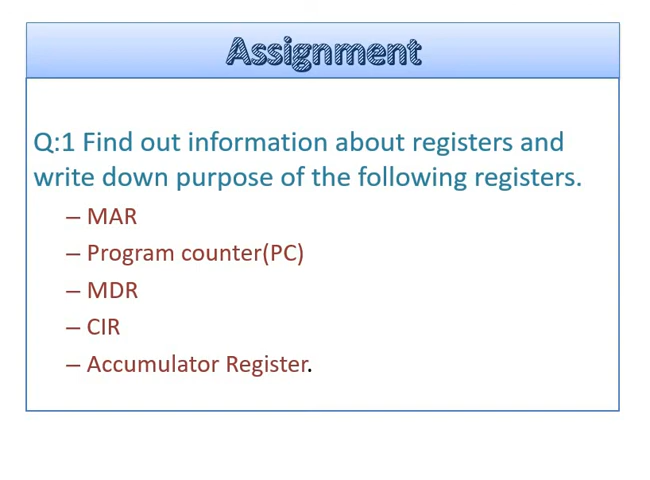 Assignment
Q:1 Find out information about registers and
write down purpose of the following registers.
– MAR
– Program counter(PC)
– MDR
– CIR
– Accumulator Register.